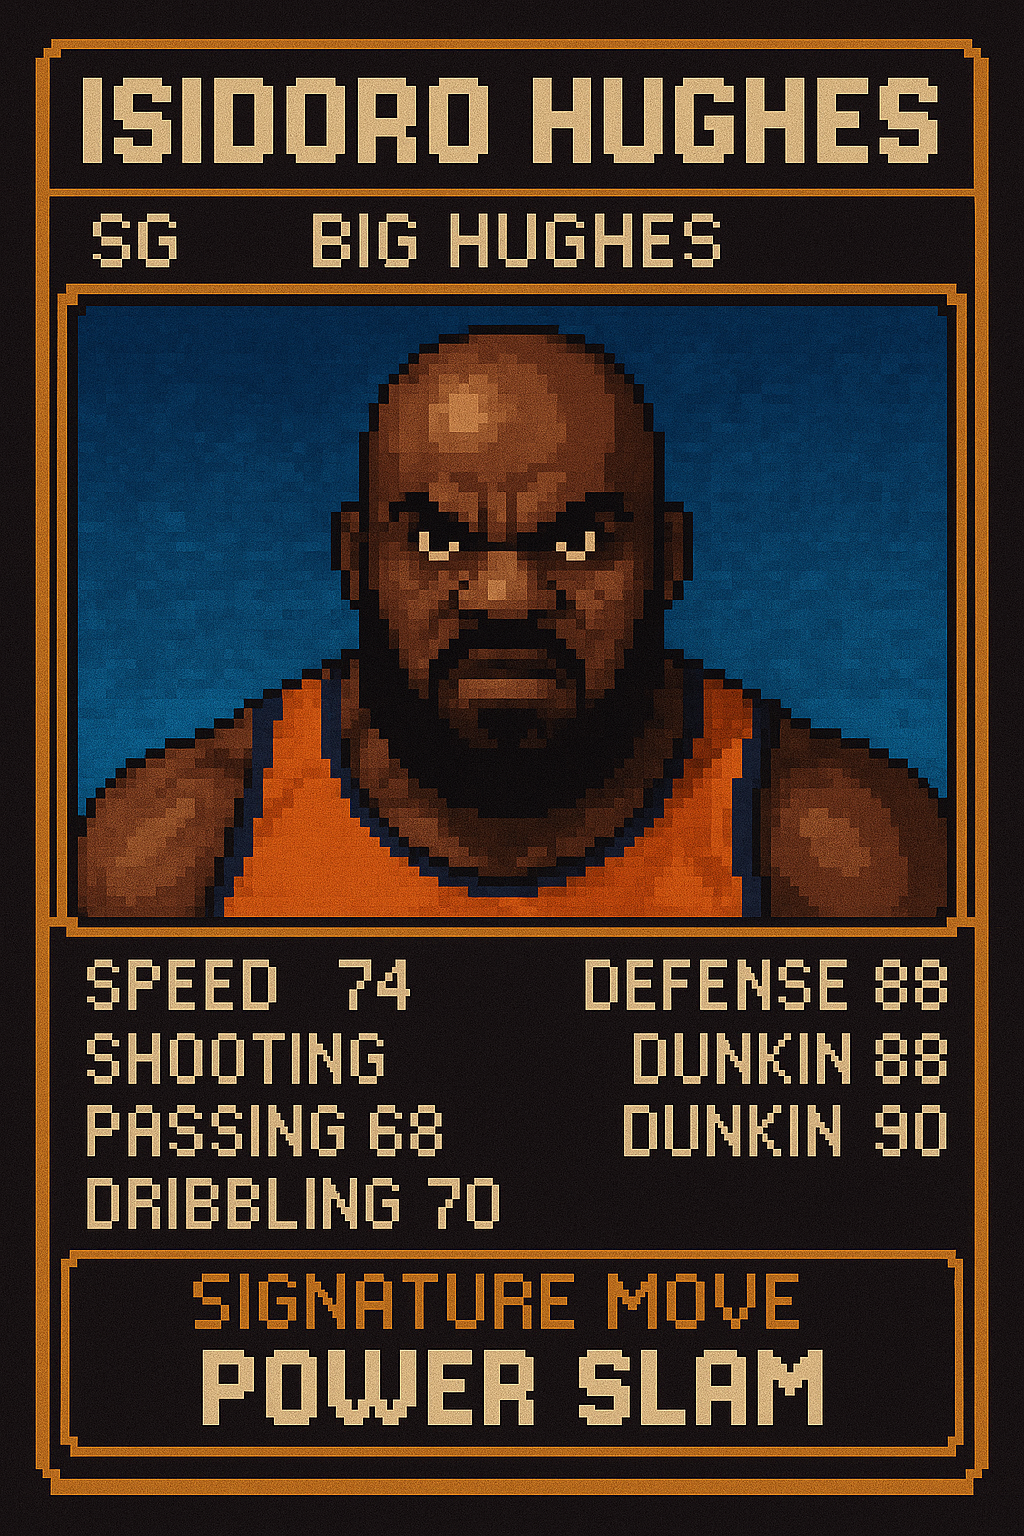 ISIDORO HUGHES
SG BIG HUGHES
SPEED 74 DEFENSE 88
SHOOTING DUNKIN 88
PASSING 68 DUNKIN 90
DRIBBLING 70
SIGNATURE MOVE
POWER SLAM